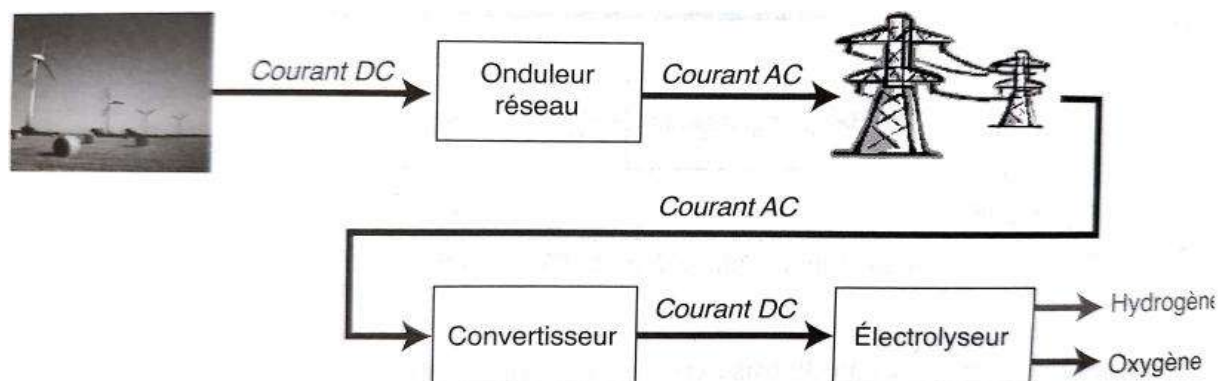 Courant DC
Onduleur
réseau
Courant AC
Courant AC
Convertisseur
Courant DC
Électrolyseur
Hydrogène
Oxygène